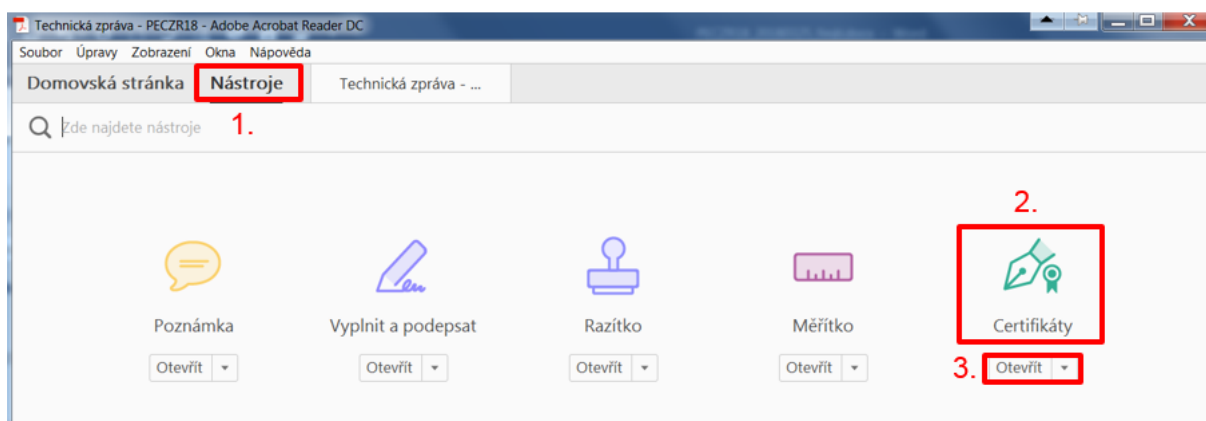 Technická zpráva - PECZR18 - Adobe Acrobat Reader DC
Soubor Úpravy Zobrazení Okna Nápověda
Domovská stránka Nástroje Technická zpráva - ...
Zde najdete nástroje 1.
2.
Poznámka Vyplnit a podepsat Razítko Měřítko Certifikáty
Otevřít Otevřít Otevřít Otevřít 3. Otevřít